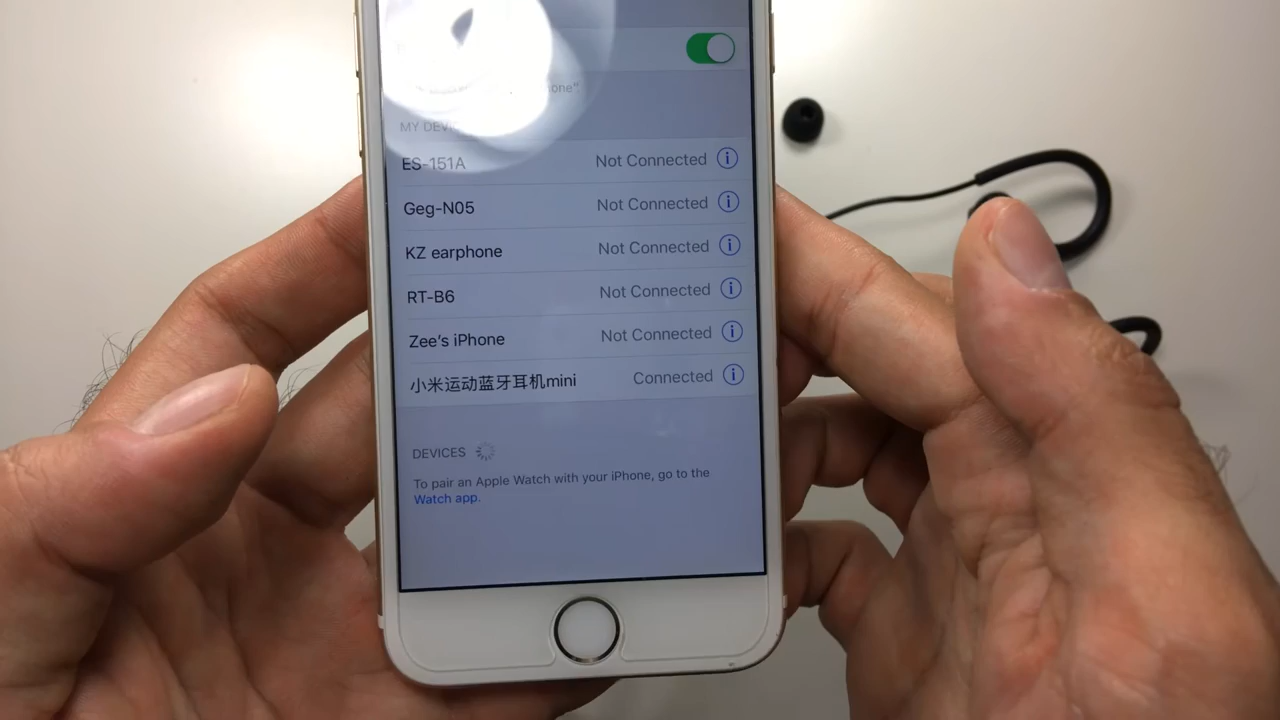 one".
MY DEV
ES-151A Not Connected
Geg-N05 Not Connected
KZ earphone Not Connected
RT-B6 Not Connected
Zee's iPhone Not Connected
小米运动蓝牙耳机mini Connected
DEVICES
To pair an Apple Watch with your iPhone, go to the
Watch app.